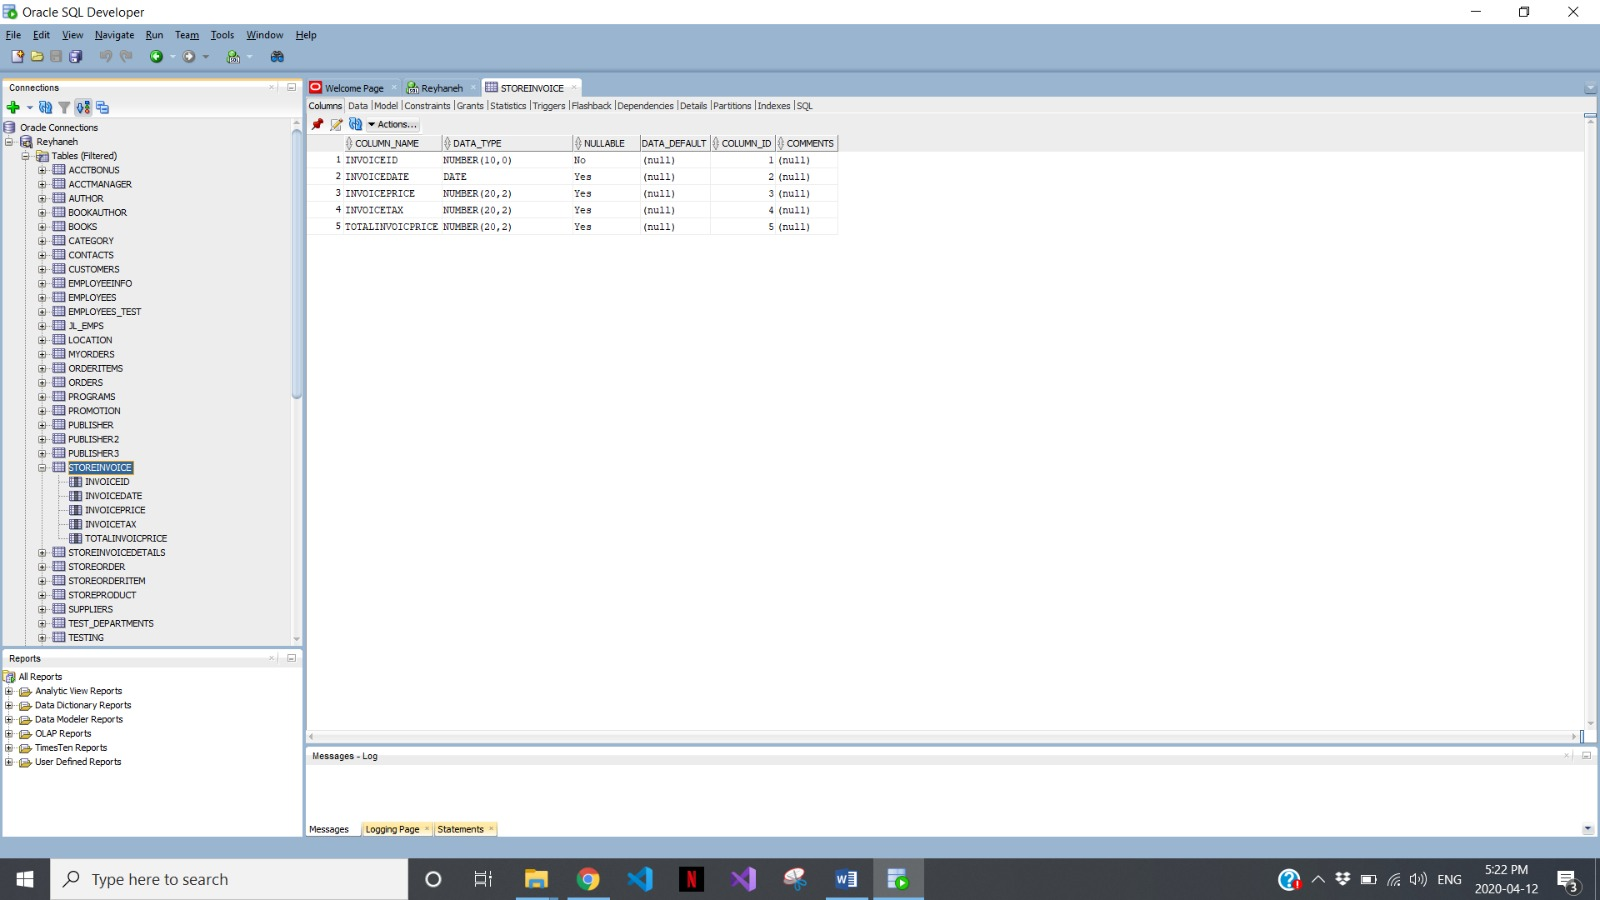 Oracle SQL Developer
File Edit View Navigate Run Team Tools Window Help
Connections
Oracle Connections
Reyhaneh
Tables (Filtered)
ACCTBONUS
ACCTMANAGER
AUTHOR
BOOKAUTHOR
BOOKS
CATEGORY
CONTACTS
CUSTOMERS
EMPLOYEEINFO
EMPLOYEES
EMPLOYEES_TEST
JL_EMPS
LOCATION
MYORDERS
ORDERITEMS
ORDERS
PROGRAMS
PROMOTION
PUBLISHER
PUBLISHER2
PUBLISHER3
STOREINVOICE
INVOICEID
INVOICEDATE
INVOICEPRICE
INVOICETAX
TOTALINVOICPRICE
STOREINVOICEDETAILS
STOREORDER
STOREORDERITEM
STOREPRODUCT
SUPPLIERS
TEST_DEPARTMENTS
TESTING
Reports
All Reports
Analytic View Reports
Data Dictionary Reports
Data Modeler Reports
OLAP Reports
TimesTen Reports
User Defined Reports
Welcome Page Reyhaneh STOREINVOICE
Columns Data Model Constraints Grants Statistics Triggers Flashback Dependencies Details Partitions Indexes SQL
Actions...
COLUMN_NAME DATA_TYPE NULLABLE DATA_DEFAULT COLUMN_ID COMMENTS
1 INVOICEID NUMBER(10,0) No (null) 1 (null)
2 INVOICEDATE DATE Yes (null) 2 (null)
3 INVOICEPRICE NUMBER(20,2) Yes (null) 3 (null)
4 INVOICETAX NUMBER(20,2) Yes (null) 4 (null)
5 TOTALINVOICPRICE NUMBER(20,2) Yes (null) 5 (null)
Messages - Log
Messages Logging Page Statements
Type here to search
ENG
5:22 PM
2020-04-12
3